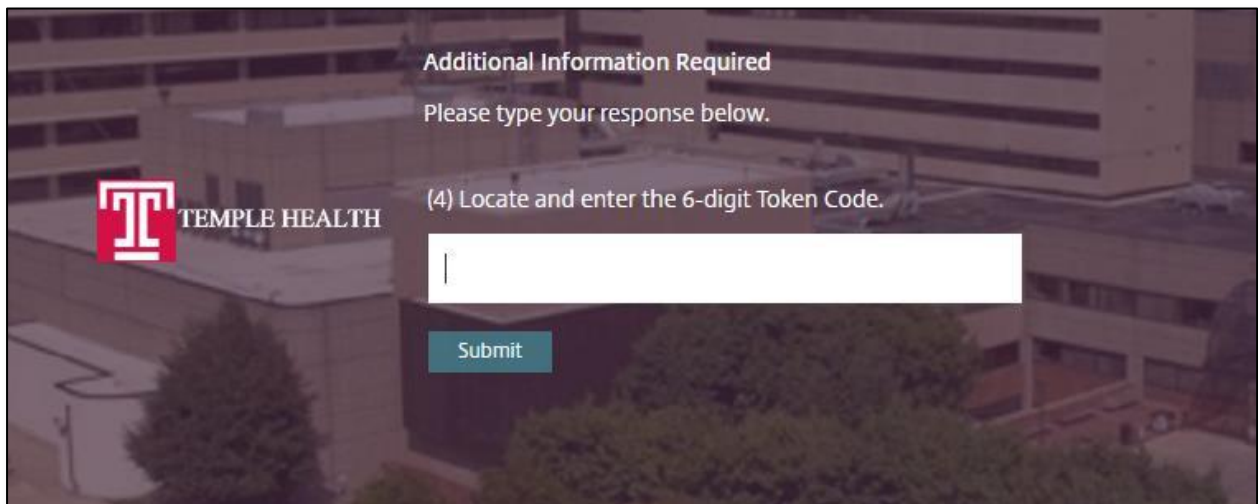 Additional Information Required
Please type your response below.
TEMPLE HEALTH
(4) Locate and enter the 6-digit Token Code.
Submit